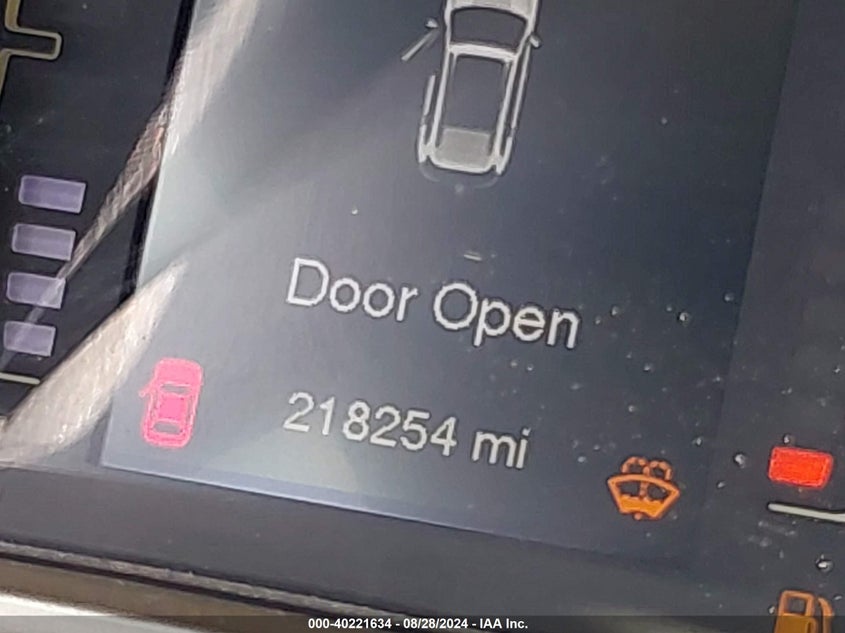 Door Open
218254 mi
000-40221634 - 08/28/2024 - IAA Inc.